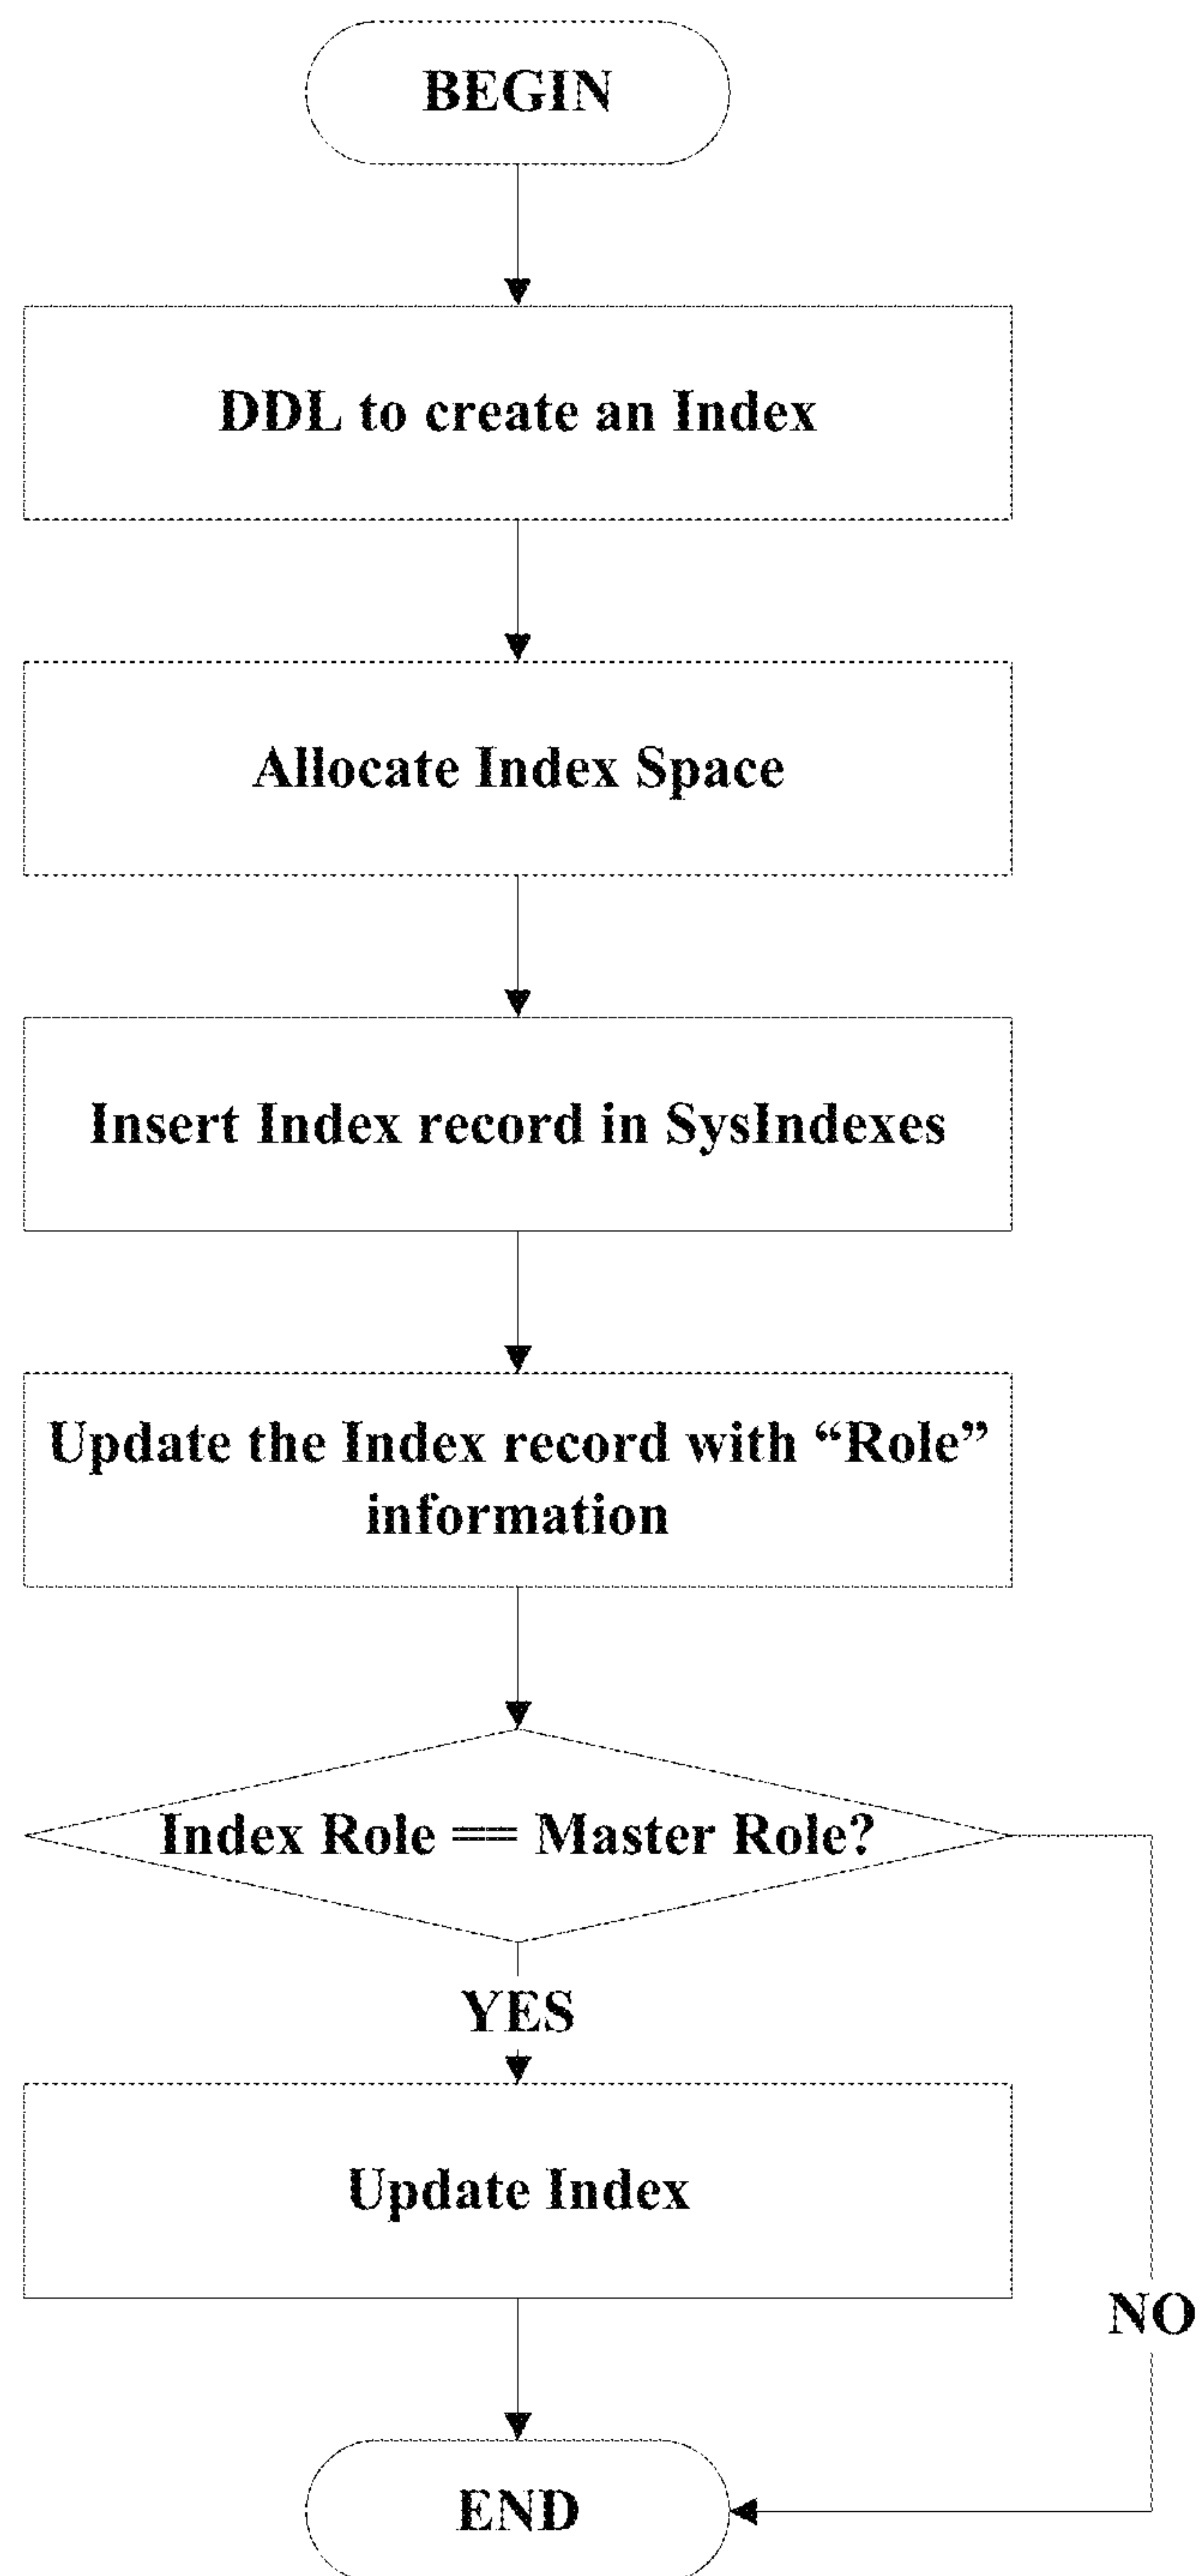 BEGIN
DDL to create an Index
Allocate Index Space
Insert Index record in SysIndexes
Update the Index record with “Role”
information
Index Role == Master Role?
YES
Update Index
NO
END